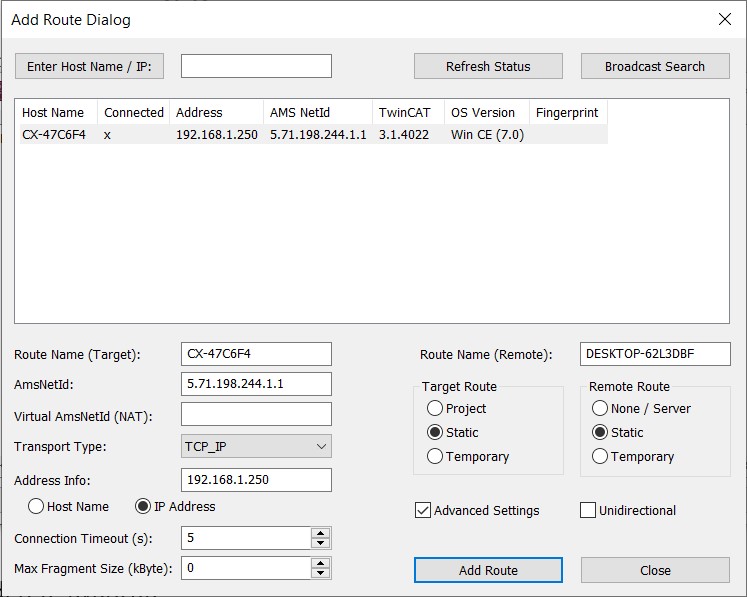 Add Route Dialog
Enter Host Name / IP:
Refresh Status
Broadcast Search
Host Name Connected Address AMS NetId TwinCAT OS Version Fingerprint
CX-47C6F4 x 192.168.1.250 5.71.198.244.1.1 3.1.4022 Win CE (7.0)
Route Name (Target): CX-47C6F4
Route Name (Remote): DESKTOP-62L3DBF
AmsNetId: 5.71.198.244.1.1
Virtual AmsNetId (NAT):
Transport Type: TCP_IP
Address Info: 192.168.1.250
Host Name IP Address
Connection Timeout (s): 5
Max Fragment Size (kByte): 0
Target Route
Project
Static
Temporary
Remote Route
None / Server
Static
Temporary
Advanced Settings
Unidirectional
Add Route
Close